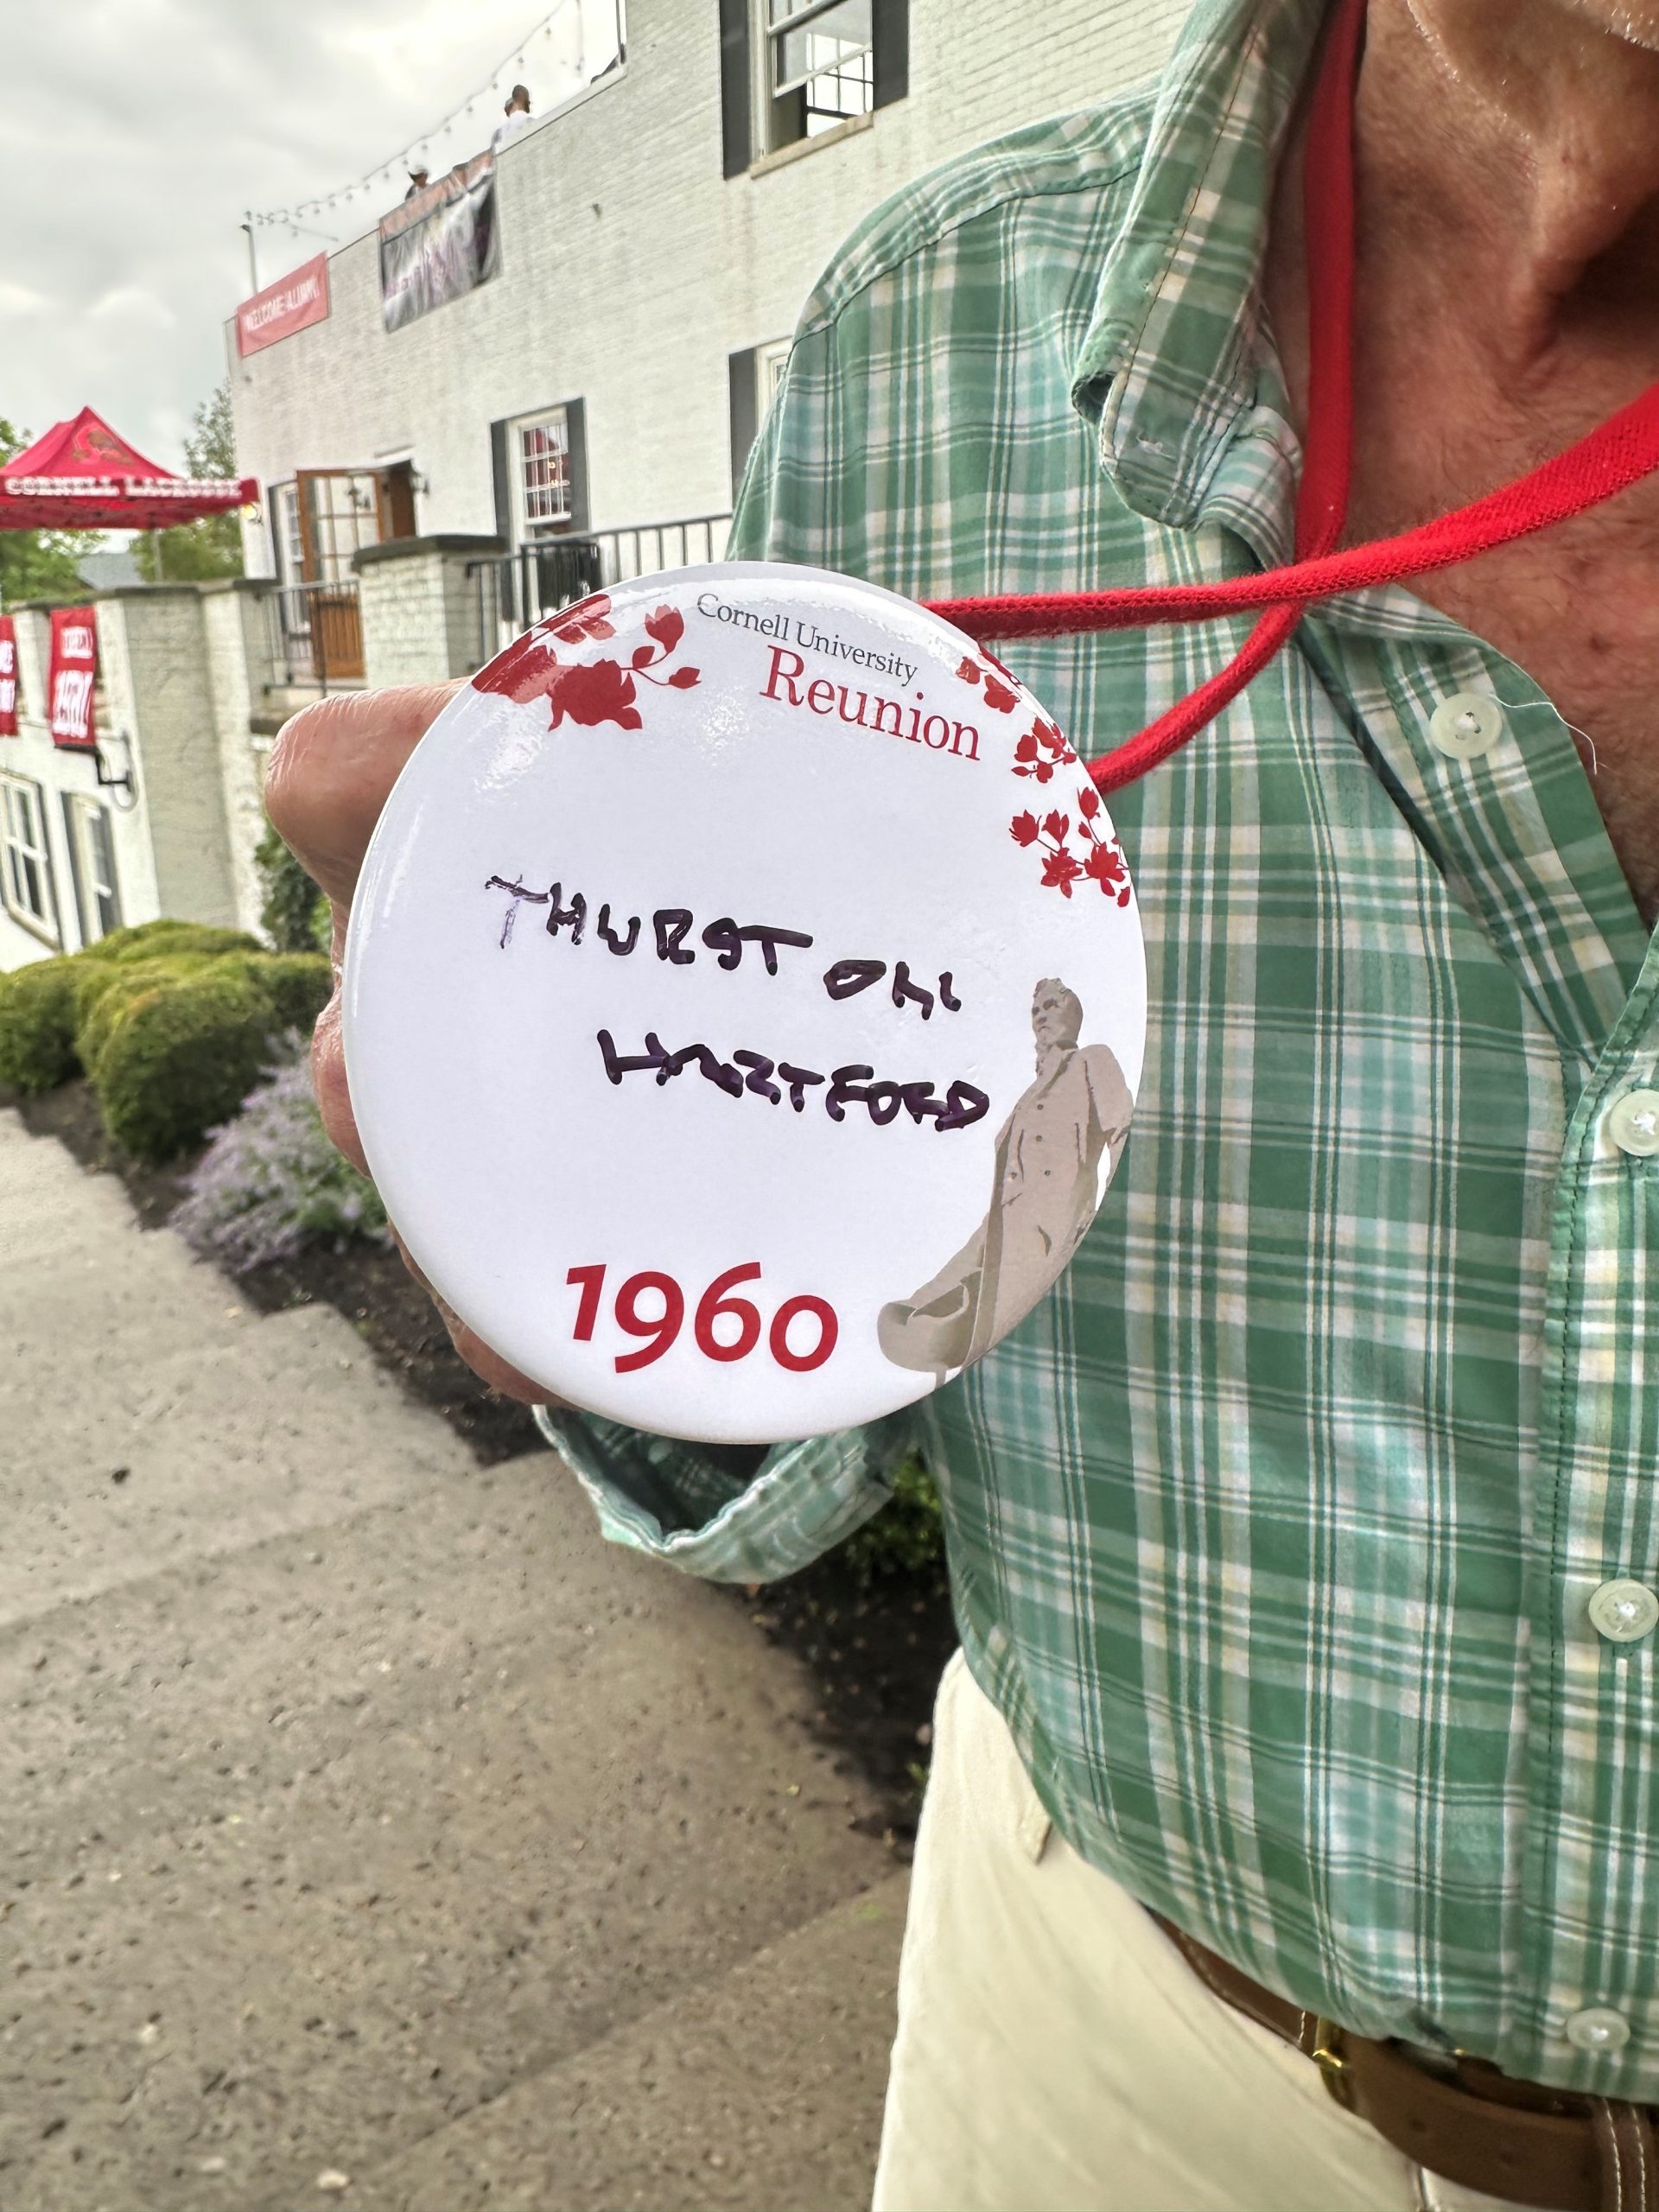 WELCOME ALUMNI
CORNELL LACROSSE
Cornell University
Reunion
THURSTON
HARTFORD
1960